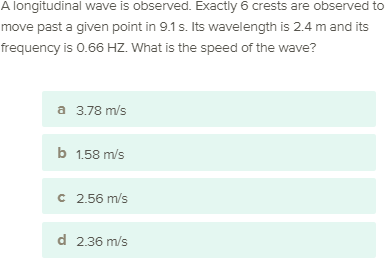 A longitudinal wave is observed. Exactly 6 crests are observed to
move past a given point in 9.1 s. Its wavelength is 2.4 m and its
frequency is 0.66 HZ. What is the speed of the wave?
a 3.78 m/s
b 1.58 m/s
c 2.56 m/s
d 2.36 m/s